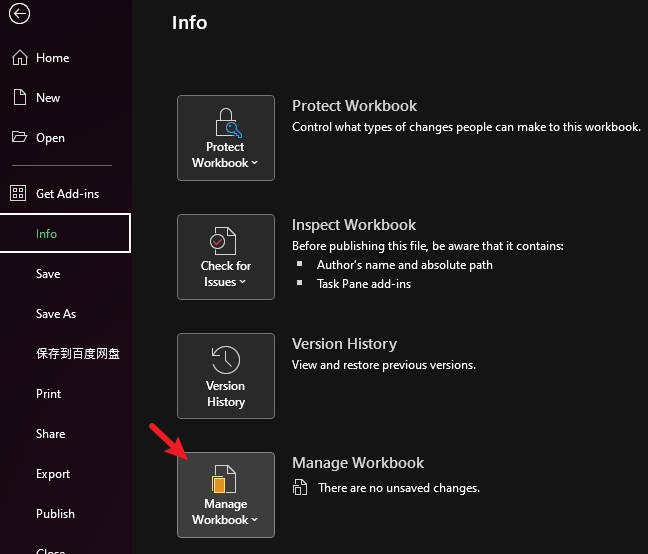 Info
Home
New
Open
Get Add-ins
Info
Save
Save As
保存到百度网盘
Print
Share
Export
Publish
Close
Protect
Workbook
Protect Workbook
Control what types of changes people can make to this workbook.
Check for
Issues
Inspect Workbook
Before publishing this file, be aware that it contains:
Author's name and absolute path
Task Pane add-ins
Version
History
Version History
View and restore previous versions.
Manage
Workbook
Manage Workbook
There are no unsaved changes.